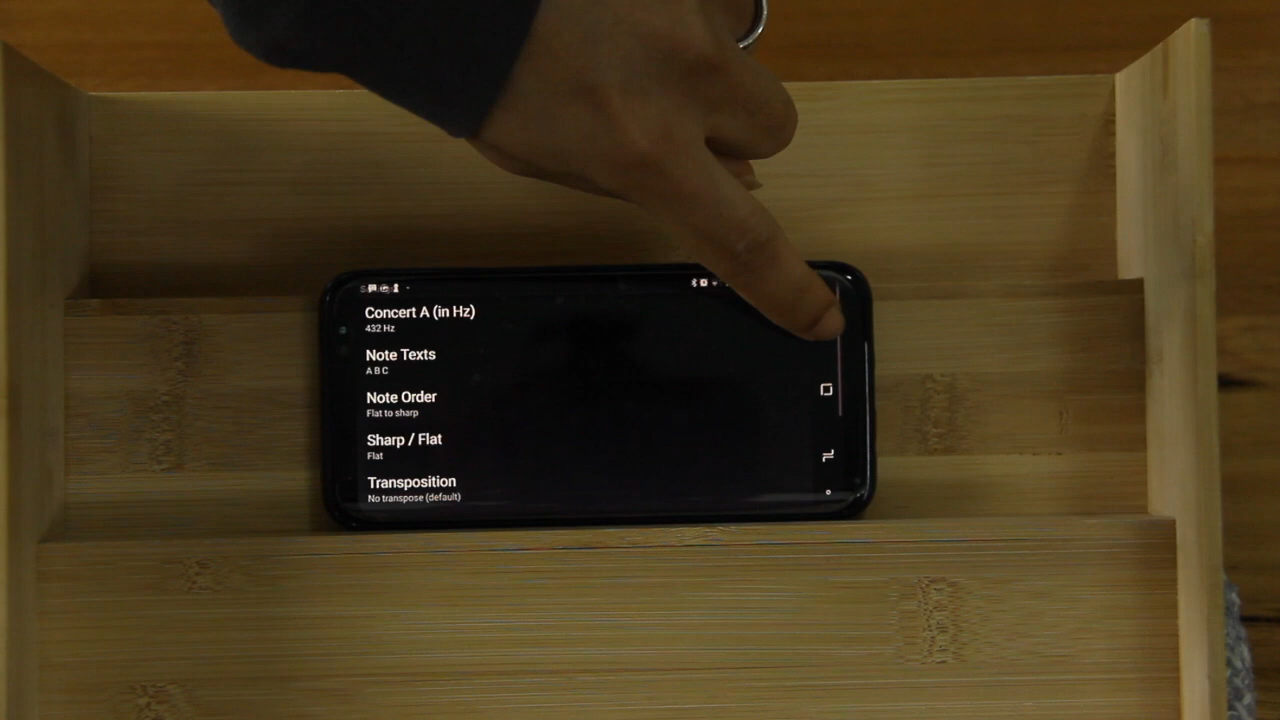 Concert A (in Hz)
432 Hz
Note Texts
A B C
Note Order
Flat to sharp
Sharp / Flat
Flat
Transposition
No transpose (default)